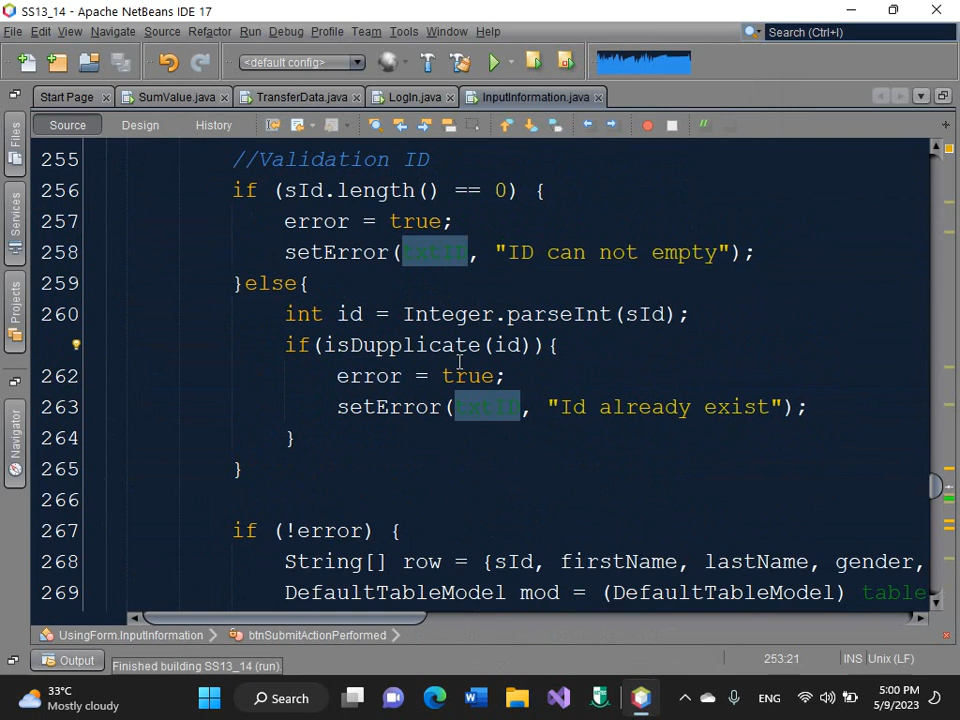 SS13_14 - Apache NetBeans IDE 17
File Edit View Navigate Source Refactor Run Debug Profile Team Tools Window Help
Search (Ctrl+I)
<default config>
Start Page SumValue.java TransferData.java LogIn.java InputInformation.java
Source Design History
Files
Services
Projects
Navigator
255 //Validation ID
256 if (sId.length() == 0) {
257 error = true;
258 setError(txtID, "ID can not empty");
259 }else{
260 int id = Integer.parseInt(sId);
if(isDupplicate(id)){
262 error = true;
263 setError(txtID, "Id already exist");
264 }
265 }
266
267 if (!error) {
268 String[] row = {sId, firstName, lastName, gender,
269 DefaultTableModel mod = (DefaultTableModel) table
UsingForm.InputInformation btnSubmitActionPerformed
Output
Finished building SS13_14 (run).
253:21 INS Unix (LF)
33°C
Mostly cloudy
Search
ENG
5:00 PM
5/9/2023